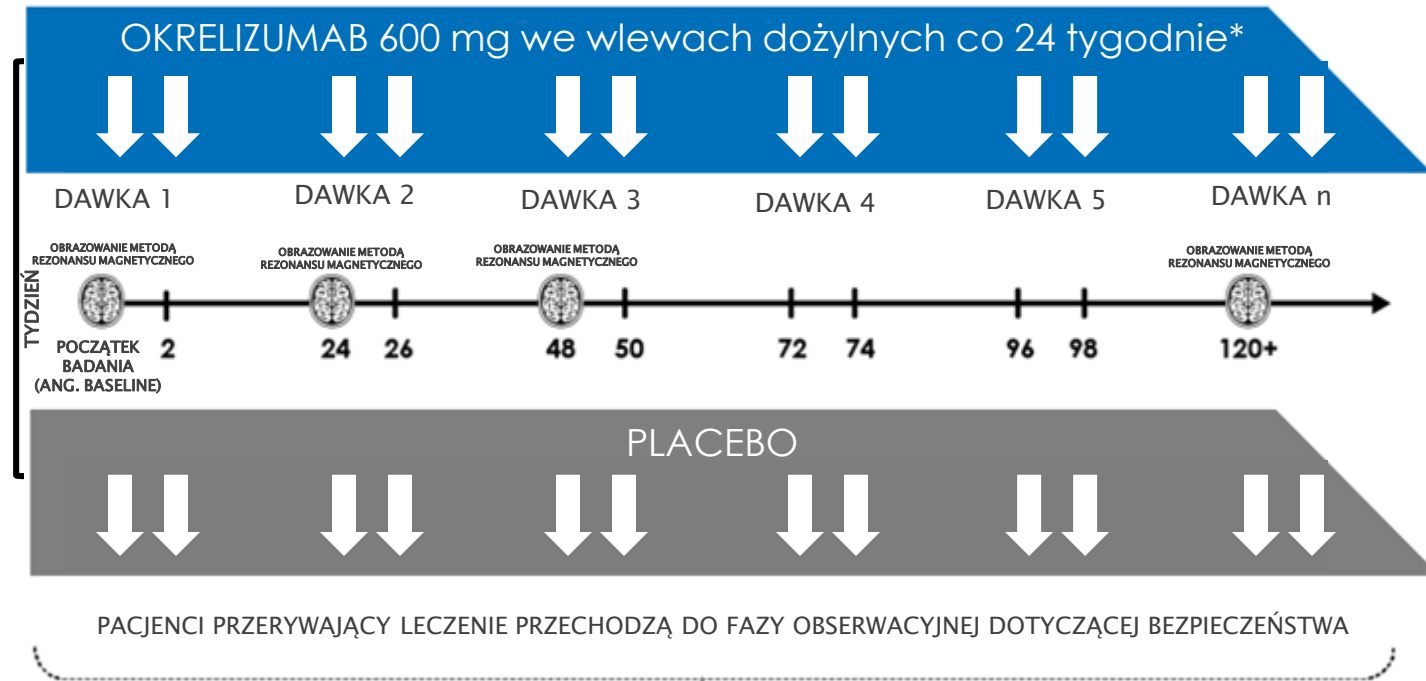 OKRELIZUMAB 600 mg we wlewach dożylnych co 24 tygodnie*
DAWKA 1
DAWKA 2
DAWKA 3
DAWKA 4
DAWKA 5
DAWKA n
OBRAZOWANIE METODĄ
REZONANSU MAGNETYCZNEGO
OBRAZOWANIE METODĄ
REZONANSU MAGNETYCZNEGO
OBRAZOWANIE METODĄ
REZONANSU MAGNETYCZNEGO
OBRAZOWANIE METODĄ
REZONANSU MAGNETYCZNEGO
TYDZIEŃ
POCZĄTEK
BADANIA
(ANG. BASELINE)
2
24
26
48
50
72
74
96
98
120+
PLACEBO
PACJENCI PRZERYWAJĄCY LECZENIE PRZECHODZĄ DO FAZY OBSERWACYJNEJ DOTYCZĄCEJ BEZPIECZEŃSTWA